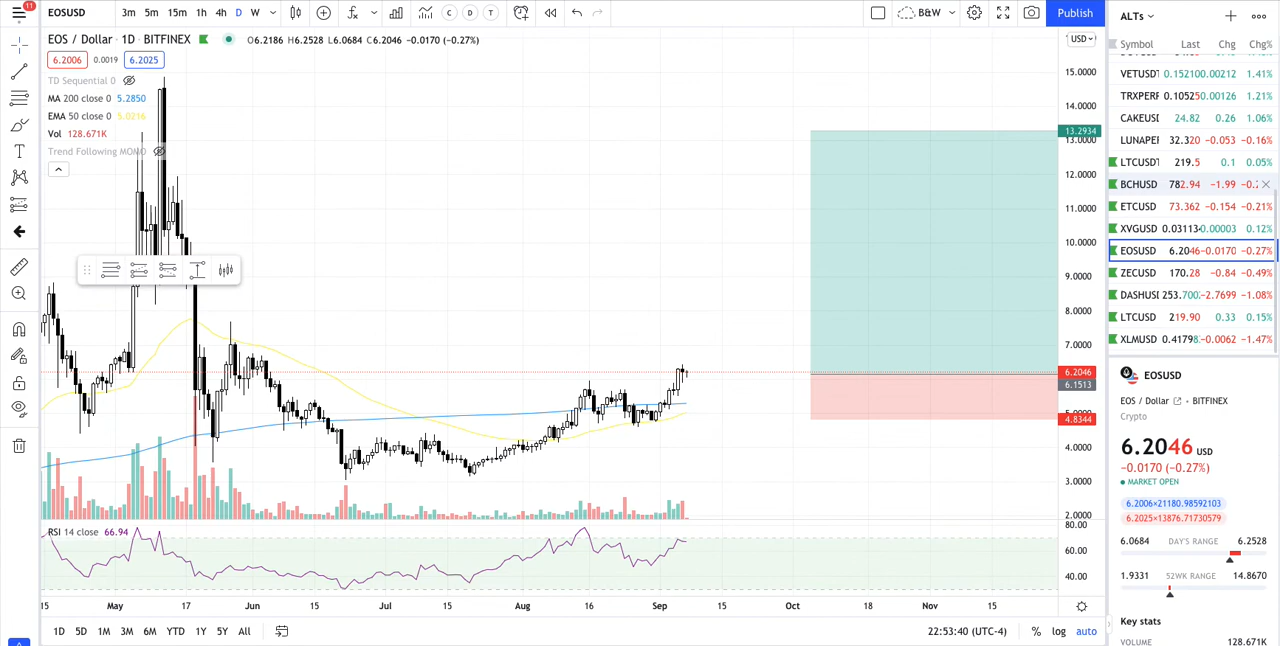 11
EOSUSD 3m 5m 15m 1h 4h D W B&W Publish
C D T
EOS / Dollar · 1D · BITFINEX O6.2186 H6.2528 L6.0684 C6.2046 −0.0170 (−0.27%)
6.2006 0.0019 6.2025
TD Sequential 0
MA 200 close 0 5.2850
EMA 50 close 0 5.0216
Vol 128.671K
Trend Following MOMO
USD
15.0000
14.0000
13.2934
13.0000
12.0000
11.0000
10.0000
9.0000
8.0000
7.0000
6.2046
6.1513
5.0000
4.8344
4.0000
3.0000
2.0000
RSI 14 close 66.94
80.00
60.00
40.00
15 May 17 Jun 15 Jul 15 Aug 16 Sep 15 Oct 18 Nov 15
1D 5D 1M 3M 6M YTD 1Y 5Y All 22:53:40 (UTC-4) % log auto
ALTs
Symbol Last Chg Chg%
VETUSDT 0.152100 0.00212 1.41%
TRXPERP 0.105250 0.00126 1.21%
CAKEUSD 24.82 0.26 1.06%
LUNAPER 32.320 −0.053 −0.16%
LTCUSDT 219.5 0.1 0.05%
BCHUSD 782.94 −1.99 −0.2
ETCUSD 73.362 −0.154 −0.21%
XVGUSD 0.03113 0.00003 0.12%
EOSUSD 6.2046 −0.0170 −0.27%
ZECUSD 170.28 −0.84 −0.49%
DASHUSD 253.700 −2.7699 −1.08%
LTCUSD 219.90 0.33 0.15%
XLMUSD 0.41798 −0.0062 −1.47%
EOSUSD
EOS / Dollar · BITFINEX
Crypto
6.2046 USD
−0.0170 (−0.27%)
MARKET OPEN
6.2006×21180.98592103
6.2025×13876.71730579
6.0684 DAY'S RANGE 6.2528
1.9331 52WK RANGE 14.8670
Key stats
VOLUME 128.671K